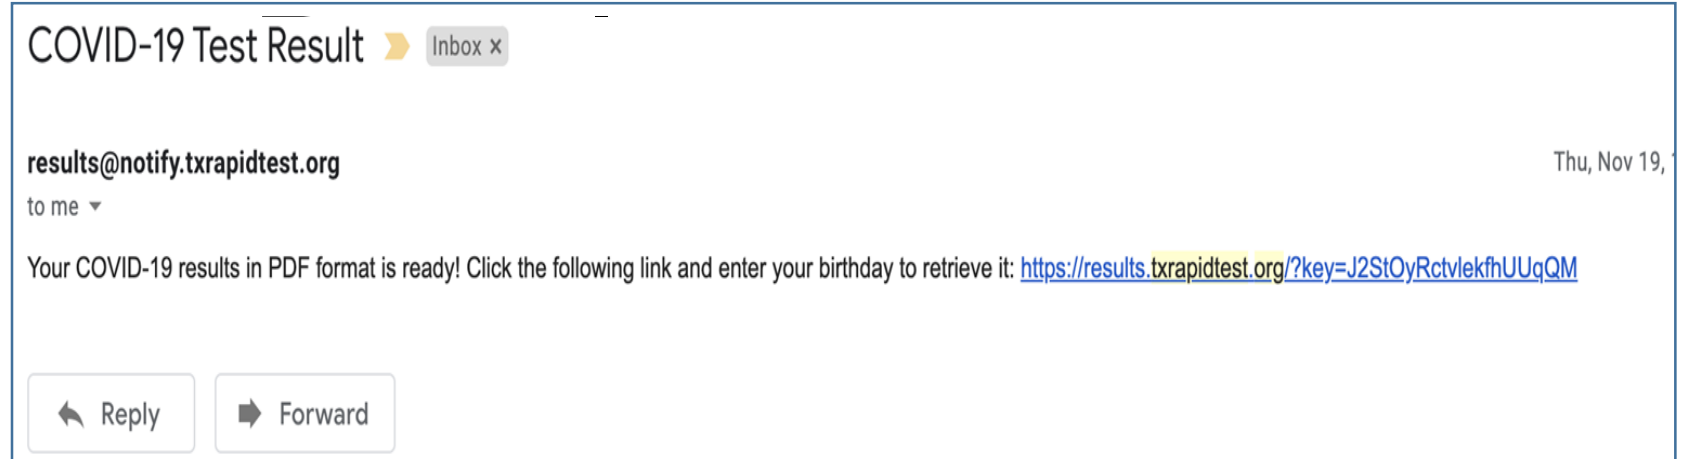 COVID-19 Test Result Inbox ×
results@notify.txrapidtest.org Thu, Nov 19,
to me
Your COVID-19 results in PDF format is ready! Click the following link and enter your birthday to retrieve it: https://results.txrapidtest.org/?key=J2StOyRctvlekfhUUqQM
Reply Forward